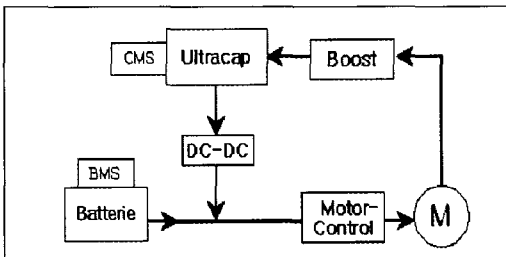 CMS
Ultracap
Boost
DC-DC
BMS
Batterie
Motor-
Control
M